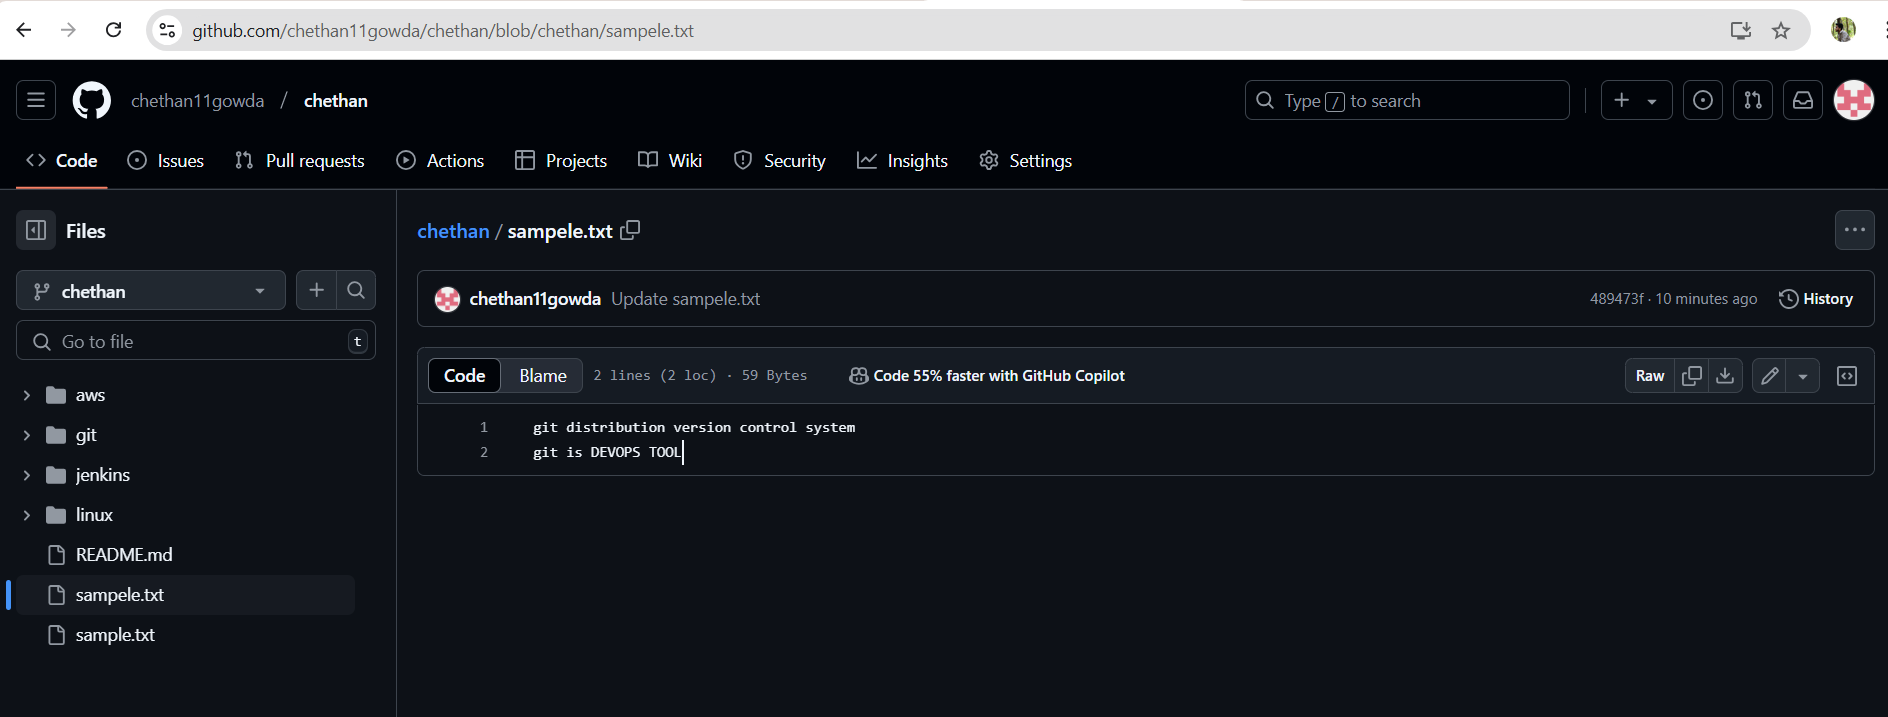 github.com/chethan11gowda/chethan/blob/chethan/sampele.txt
chethan11gowda / chethan
Type / to search
Code Issues Pull requests Actions Projects Wiki Security Insights Settings
Files
chethan
Go to file t
aws
git
jenkins
linux
README.md
sampele.txt
sample.txt
chethan / sampele.txt
chethan11gowda Update sampele.txt 489473f · 10 minutes ago History
Code Blame 2 lines (2 loc) · 59 Bytes Code 55% faster with GitHub Copilot Raw
1 git distribution version control system
2 git is DEVOPS TOOL